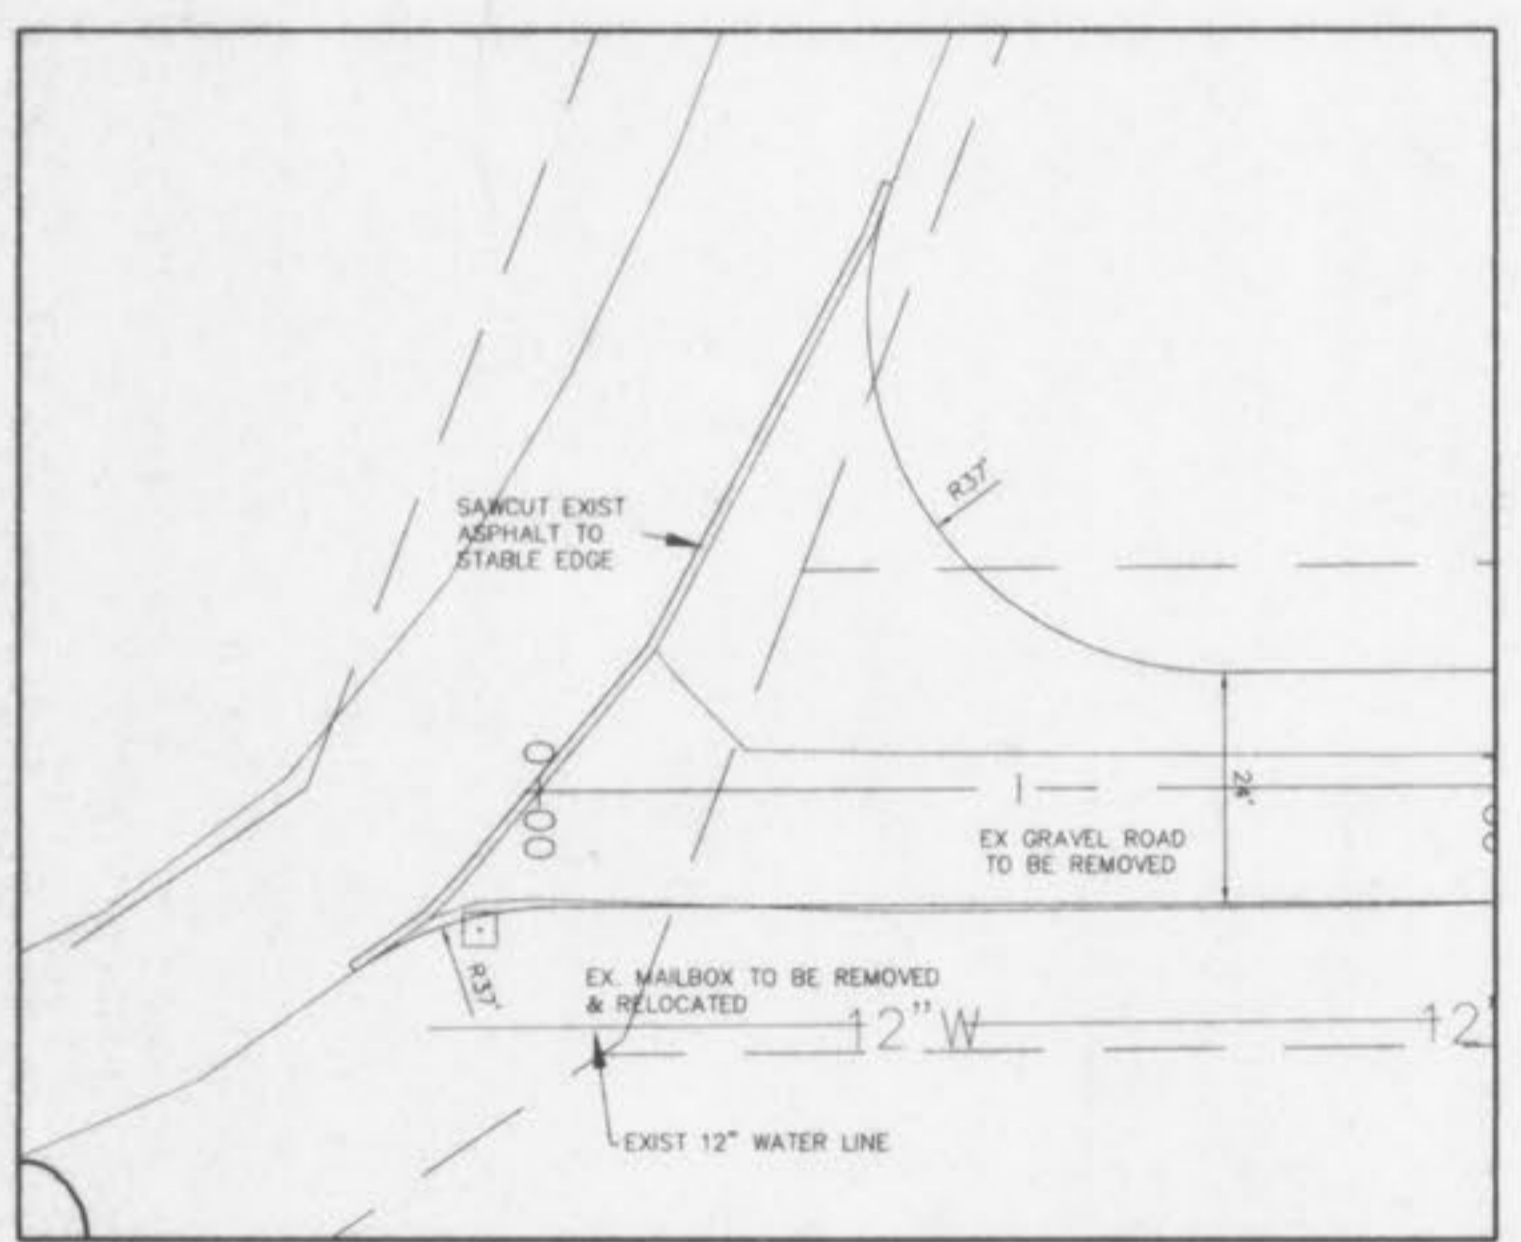 R37'
SAWCUT EXIST
ASPHALT TO
STABLE EDGE
0+00
24'
EX GRAVEL ROAD
TO BE REMOVED
R37'
EX. MAILBOX TO BE REMOVED
& RELOCATED
12"W
12"
EXIST 12" WATER LINE